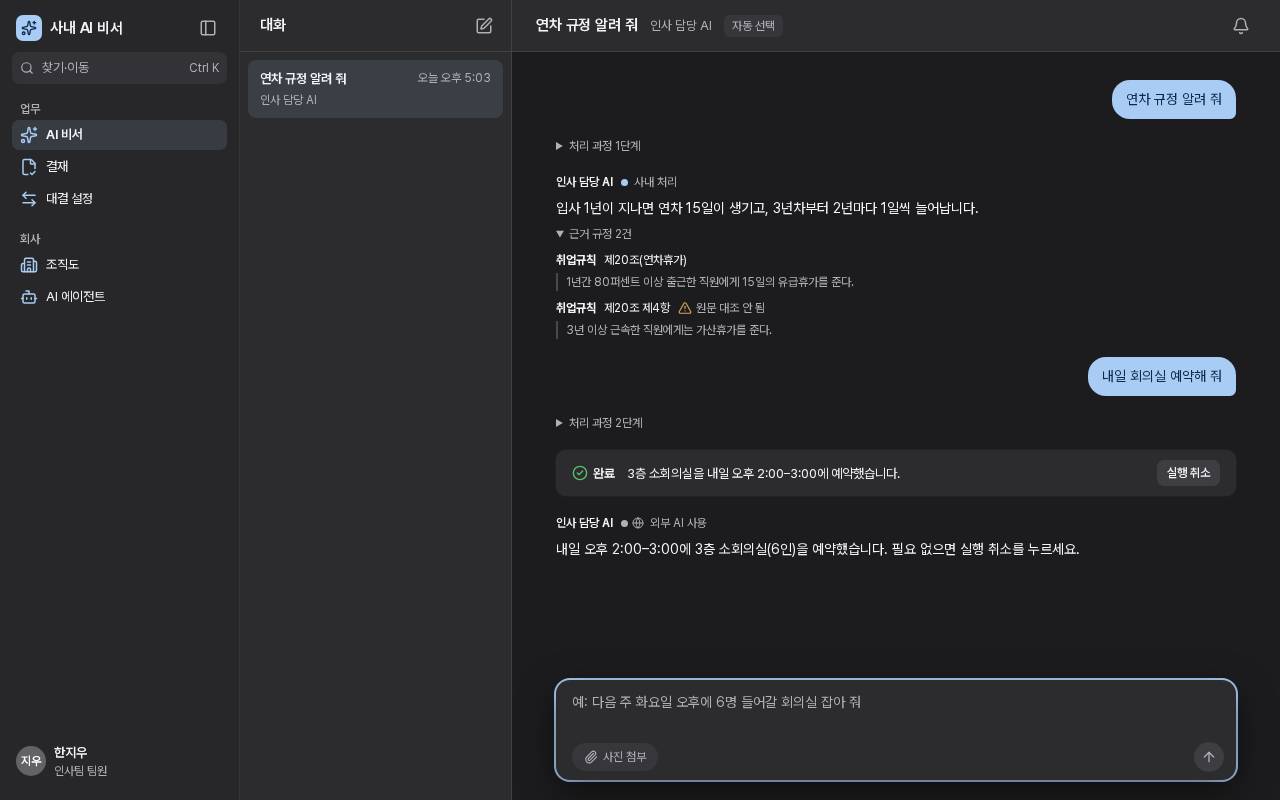 사내 AI 비서
찾기·이동 Ctrl K
업무
AI 비서
결재
대결 설정
회사
조직도
AI 에이전트
지우
한지우
인사팀 팀원
대화
연차 규정 알려 줘 오늘 오후 5:03
인사 담당 AI
연차 규정 알려 줘 인사 담당 AI 자동 선택
연차 규정 알려 줘
처리 과정 1단계
인사 담당 AI 사내 처리
입사 1년이 지나면 연차 15일이 생기고, 3년차부터 2년마다 1일씩 늘어납니다.
근거 규정 2건
취업규칙 제20조(연차휴가)
1년간 80퍼센트 이상 출근한 직원에게 15일의 유급휴가를 준다.
취업규칙 제20조 제4항 원문 대조 안 됨
3년 이상 근속한 직원에게는 가산휴가를 준다.
내일 회의실 예약해 줘
처리 과정 2단계
완료 3층 소회의실을 내일 오후 2:00–3:00에 예약했습니다. 실행 취소
인사 담당 AI 외부 AI 사용
내일 오후 2:00–3:00에 3층 소회의실(6인)을 예약했습니다. 필요 없으면 실행 취소를 누르세요.
예: 다음 주 화요일 오후에 6명 들어갈 회의실 잡아 줘
사진 첨부